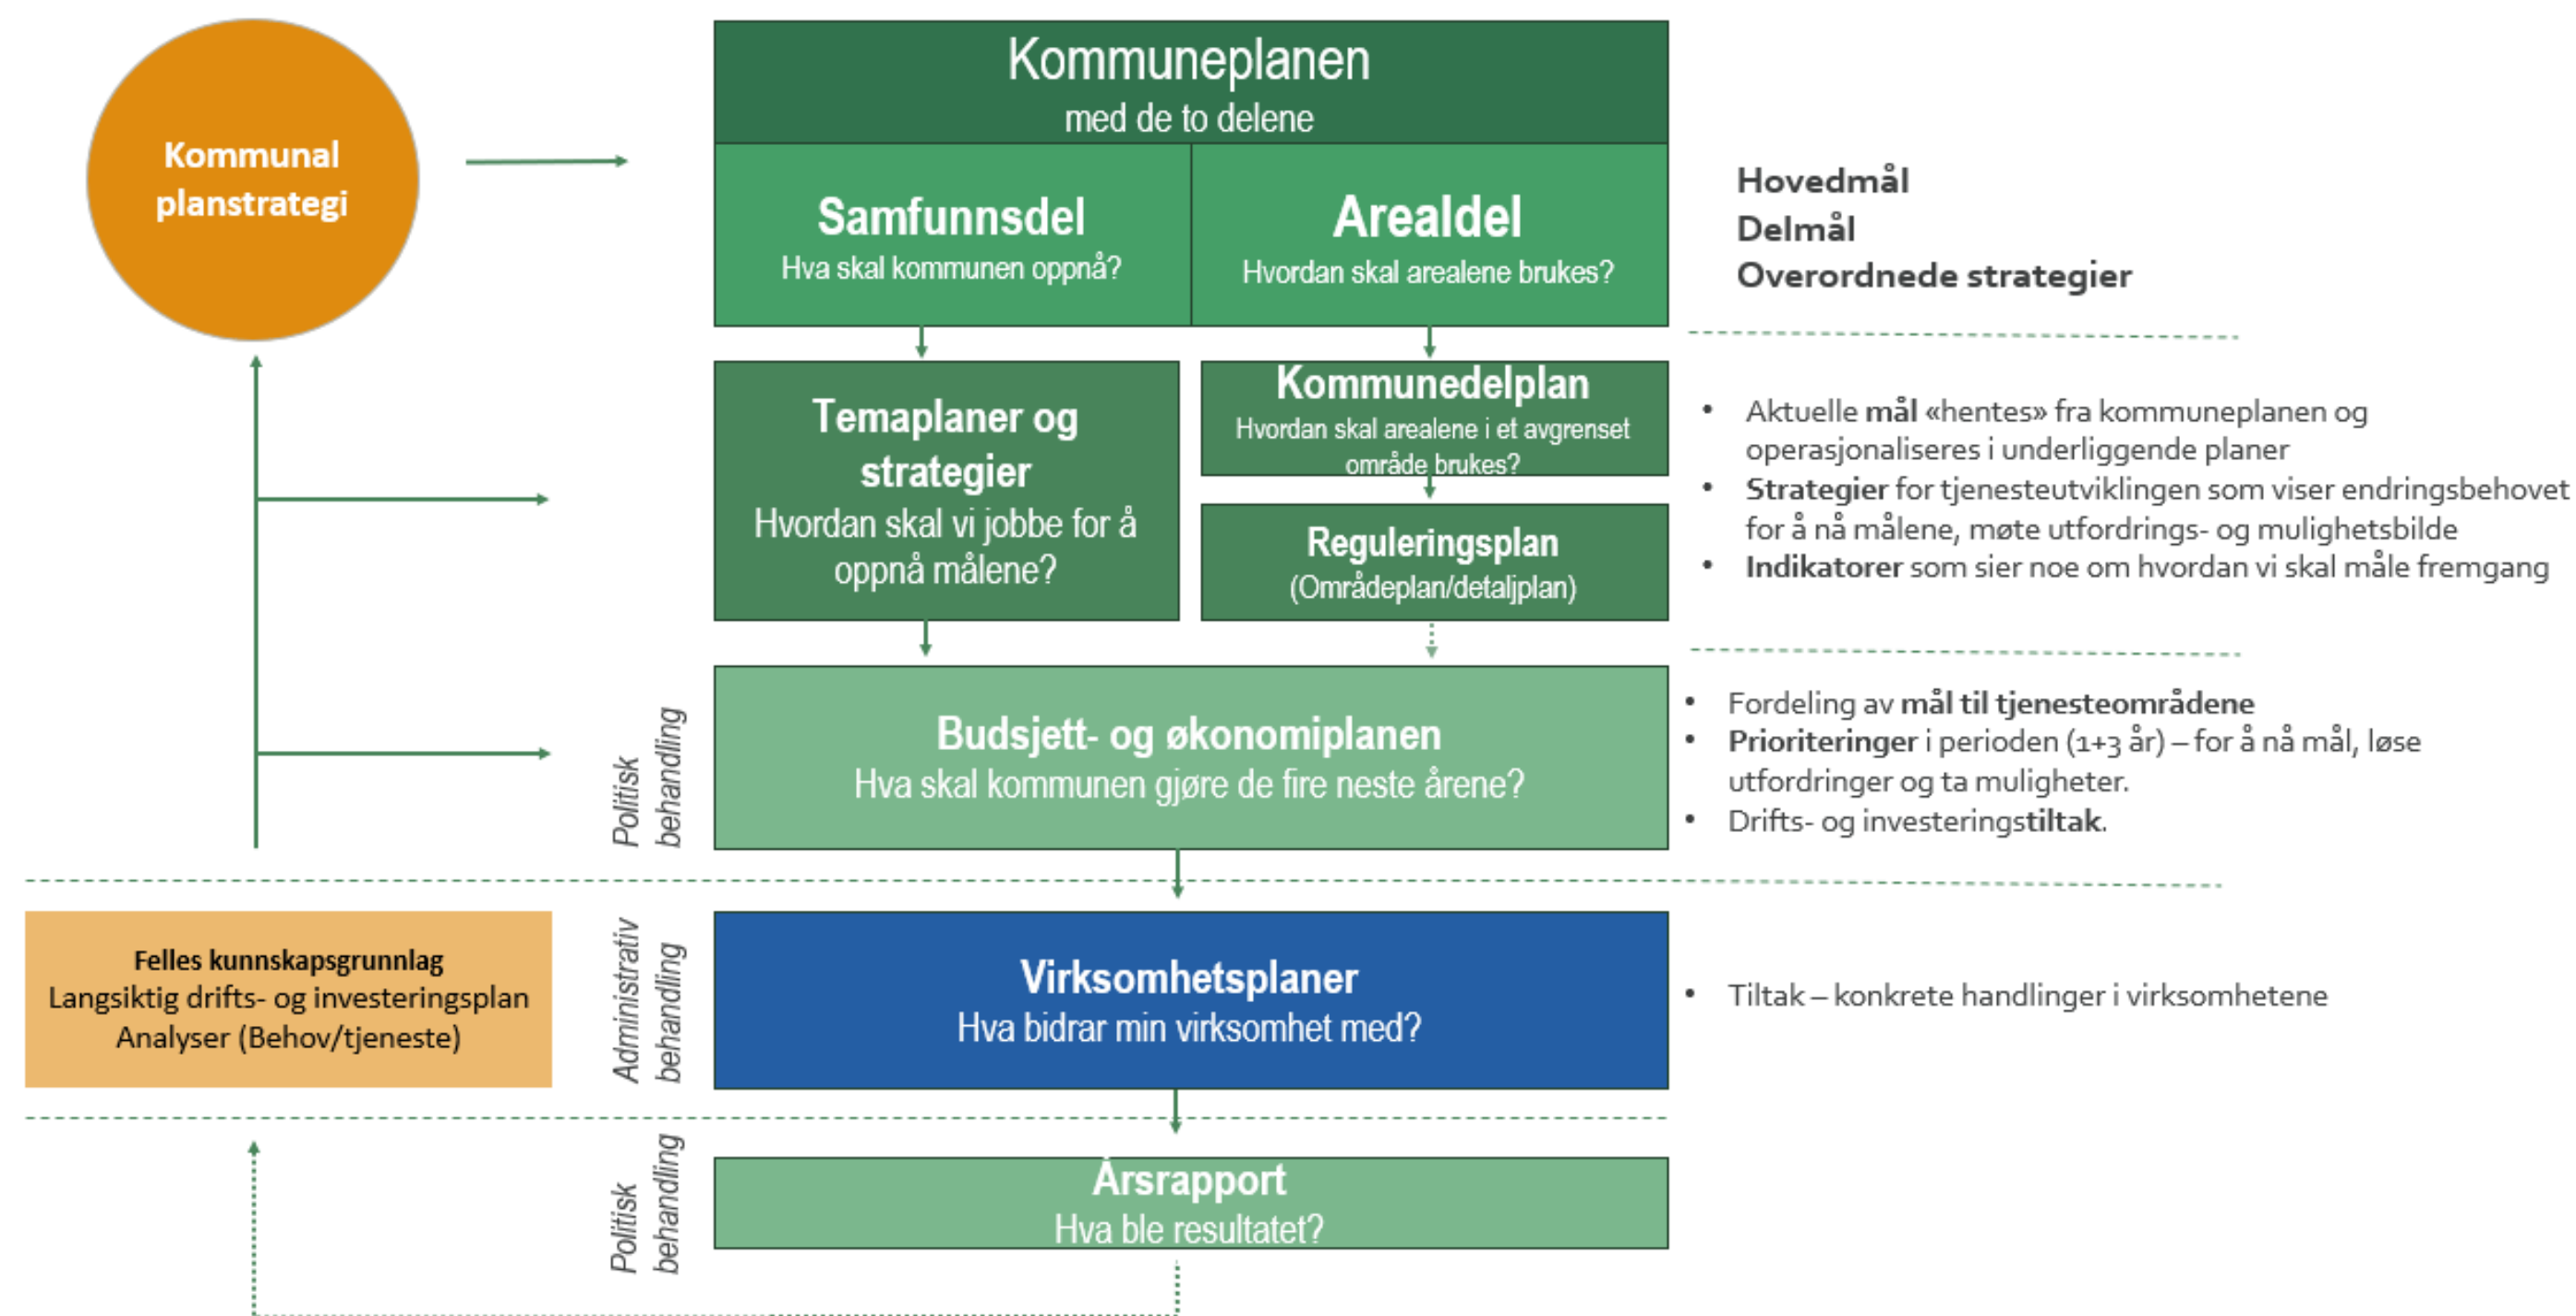 Kommunal
planstrategi
Kommuneplanen
med de to delene
Samfunnsdel
Hva skal kommunen oppnå?
Arealdel
Hvordan skal arealene brukes?
Hovedmål
Delmål
Overordnede strategier
Temaplaner og
strategier
Hvordan skal vi jobbe for å
oppnå målene?
Kommunedelplan
Hvordan skal arealene i et avgrenset
område brukes?
Reguleringsplan
(Områdeplan/detaljplan)
• Aktuelle mål «hentes» fra kommuneplanen og
operasjonaliseres i underliggende planer
• Strategier for tjenesteutviklingen som viser endringsbehovet
for å nå målene, møte utfordrings- og mulighetsbilde
• Indikatorer som sier noe om hvordan vi skal måle fremgang
Politisk
behandling
Budsjett- og økonomiplanen
Hva skal kommunen gjøre de fire neste årene?
• Fordeling av mål til tjenesteområdene
• Prioriteringer i perioden (1+3 år) – for å nå mål, løse
utfordringer og ta muligheter.
• Drifts- og investeringstiltak.
Felles kunnskapsgrunnlag
Langsiktig drifts- og investeringsplan
Analyser (Behov/tjeneste)
Administrativ
behandling
Virksomhetsplaner
Hva bidrar min virksomhet med?
• Tiltak – konkrete handlinger i virksomhetene
Politisk
behandling
Årsrapport
Hva ble resultatet?